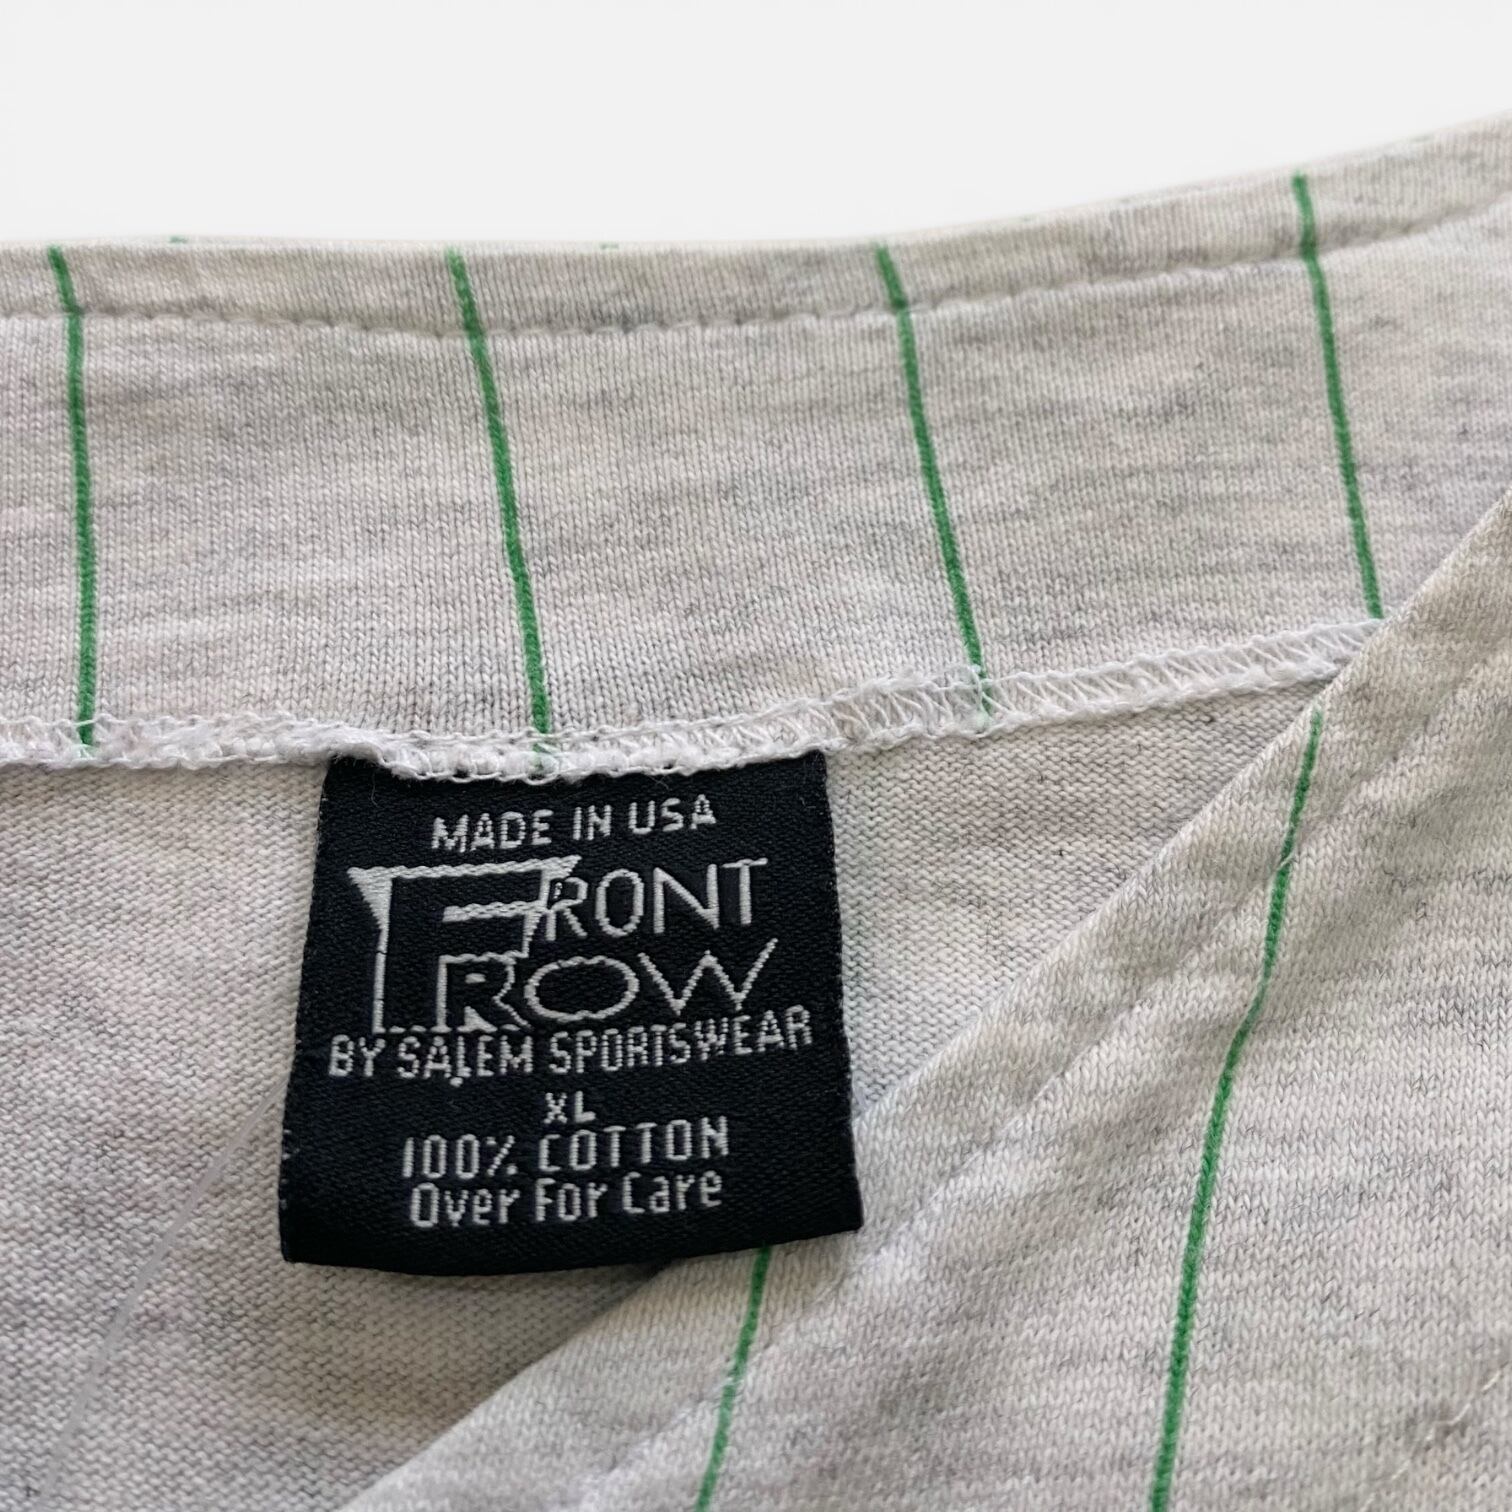 MADE IN USA
FRONT
ROW
BY SALEM SPORTSWEAR
XL
100% COTTON
Over For Care